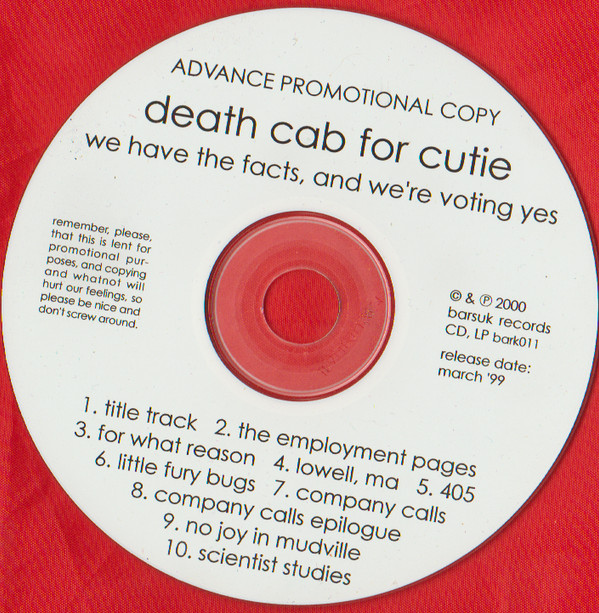 ADVANCE PROMOTIONAL COPY
death cab for cutie
we have the facts, and we're voting yes
remember, please,
that this is lent for
promotional pur-
poses, and copying
and whatnot will
hurt our feelings, so
please be nice and
don't screw around.
© & ℗ 2000
barsuk records
CD, LP bark011
release date:
march '99
1. title track 2. the employment pages
3. for what reason 4. lowell, ma 5. 405
6. little fury bugs 7. company calls
8. company calls epilogue
9. no joy in mudville
10. scientist studies